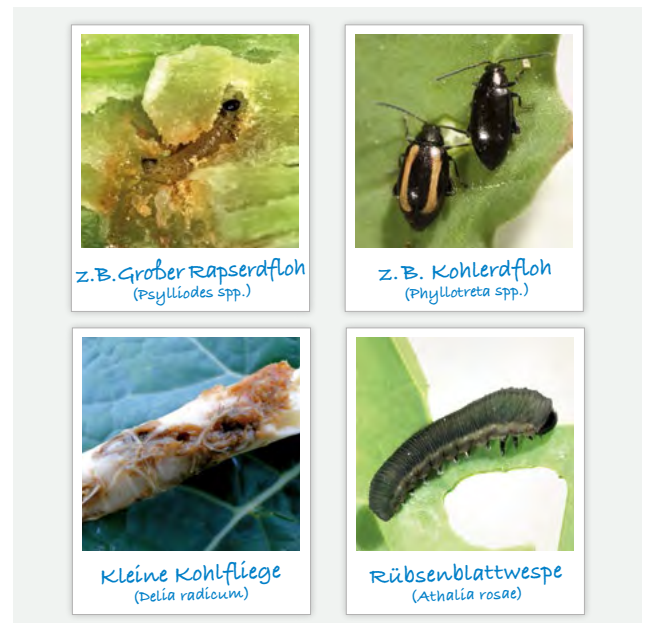 z.B. Großer Rapserdfloh
(Psylliodes spp.)
z.B. Kohlerdfloh
(Phyllotreta spp.)
Kleine Kohlfliege
(Delia radicum)
Rübsenblattwespe
(Athalia rosae)